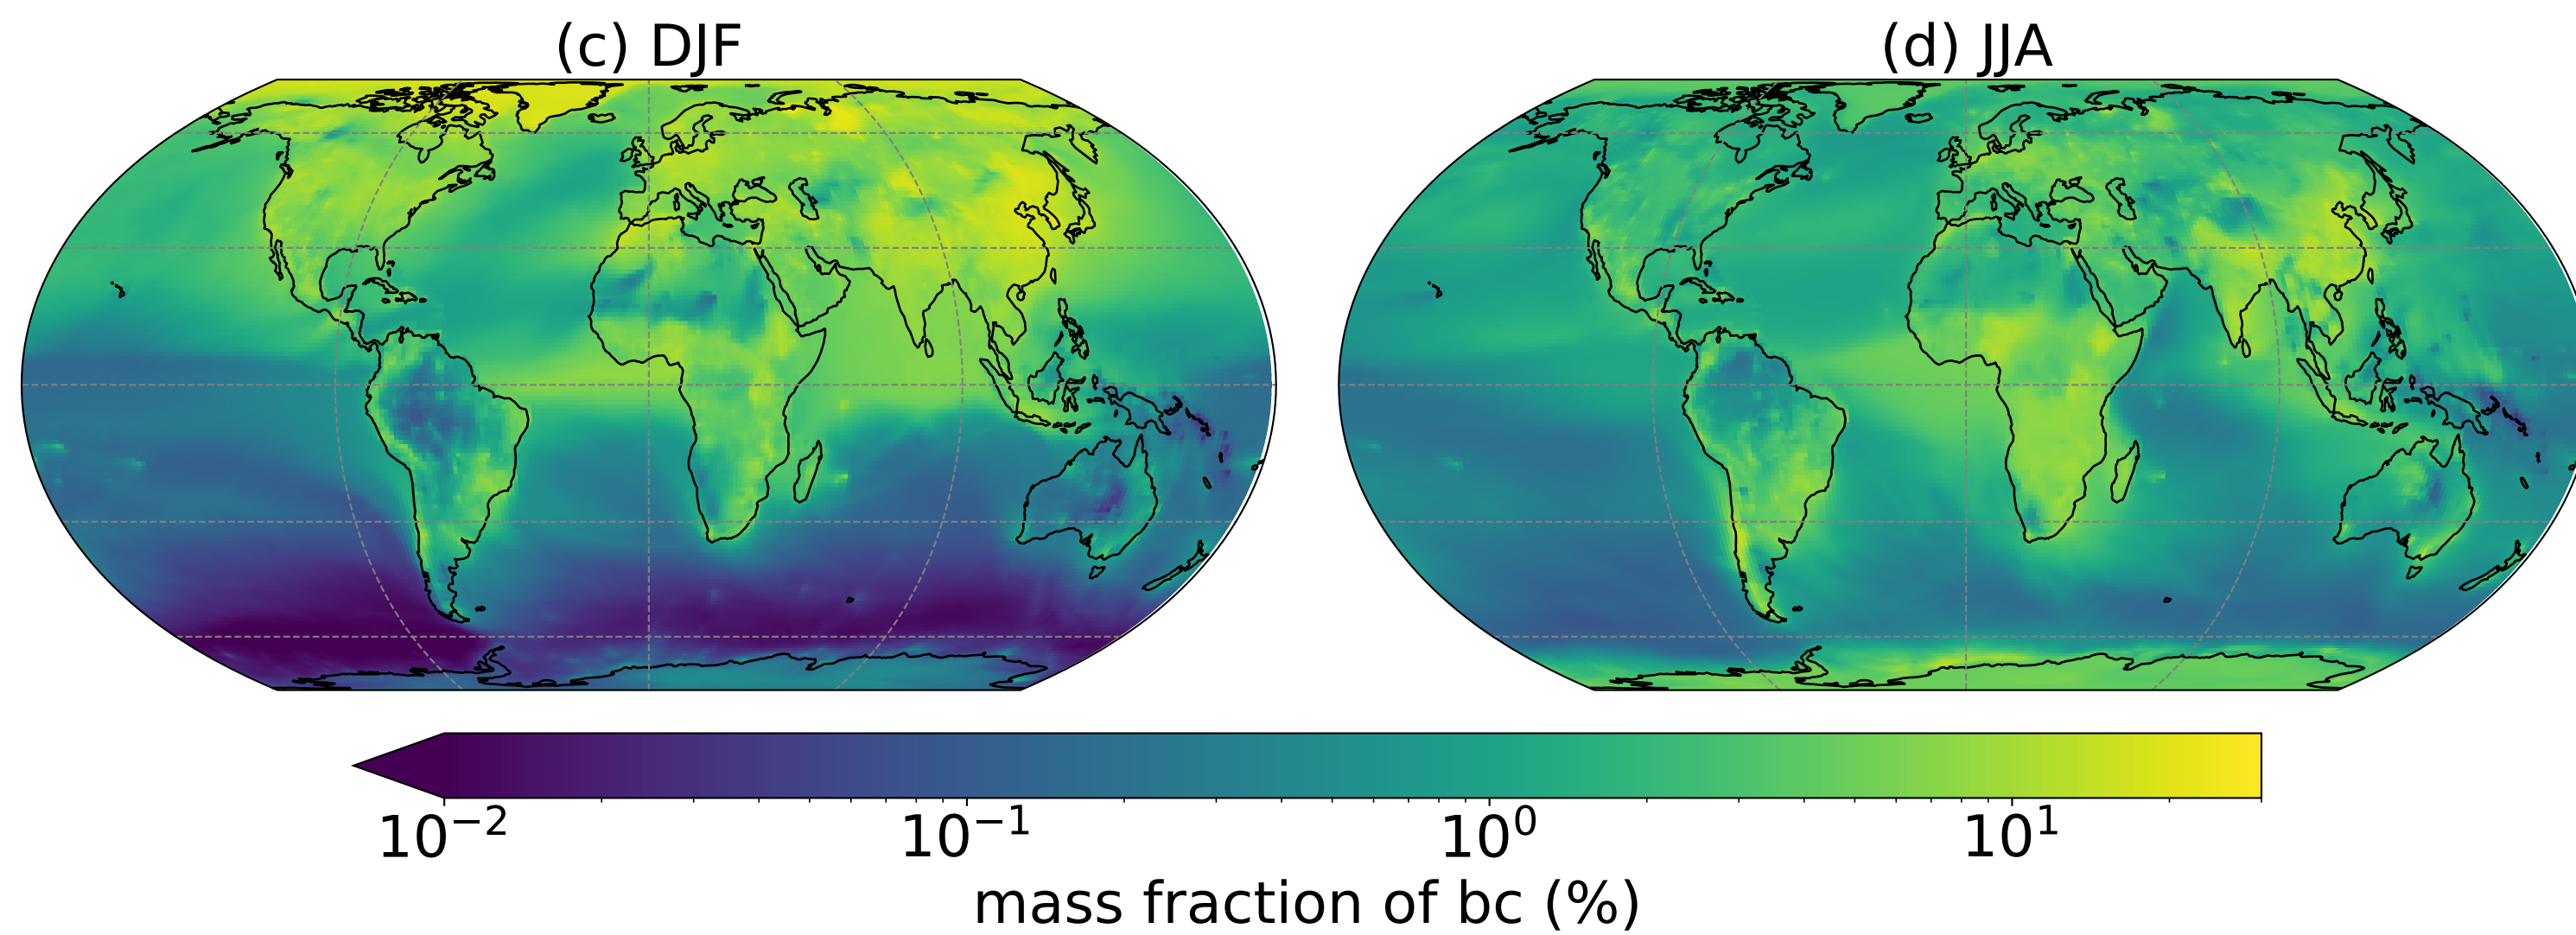 (c) DJF
(d) JJA
10⁻² 10⁻¹ 10⁰ 10¹
mass fraction of bc (%)